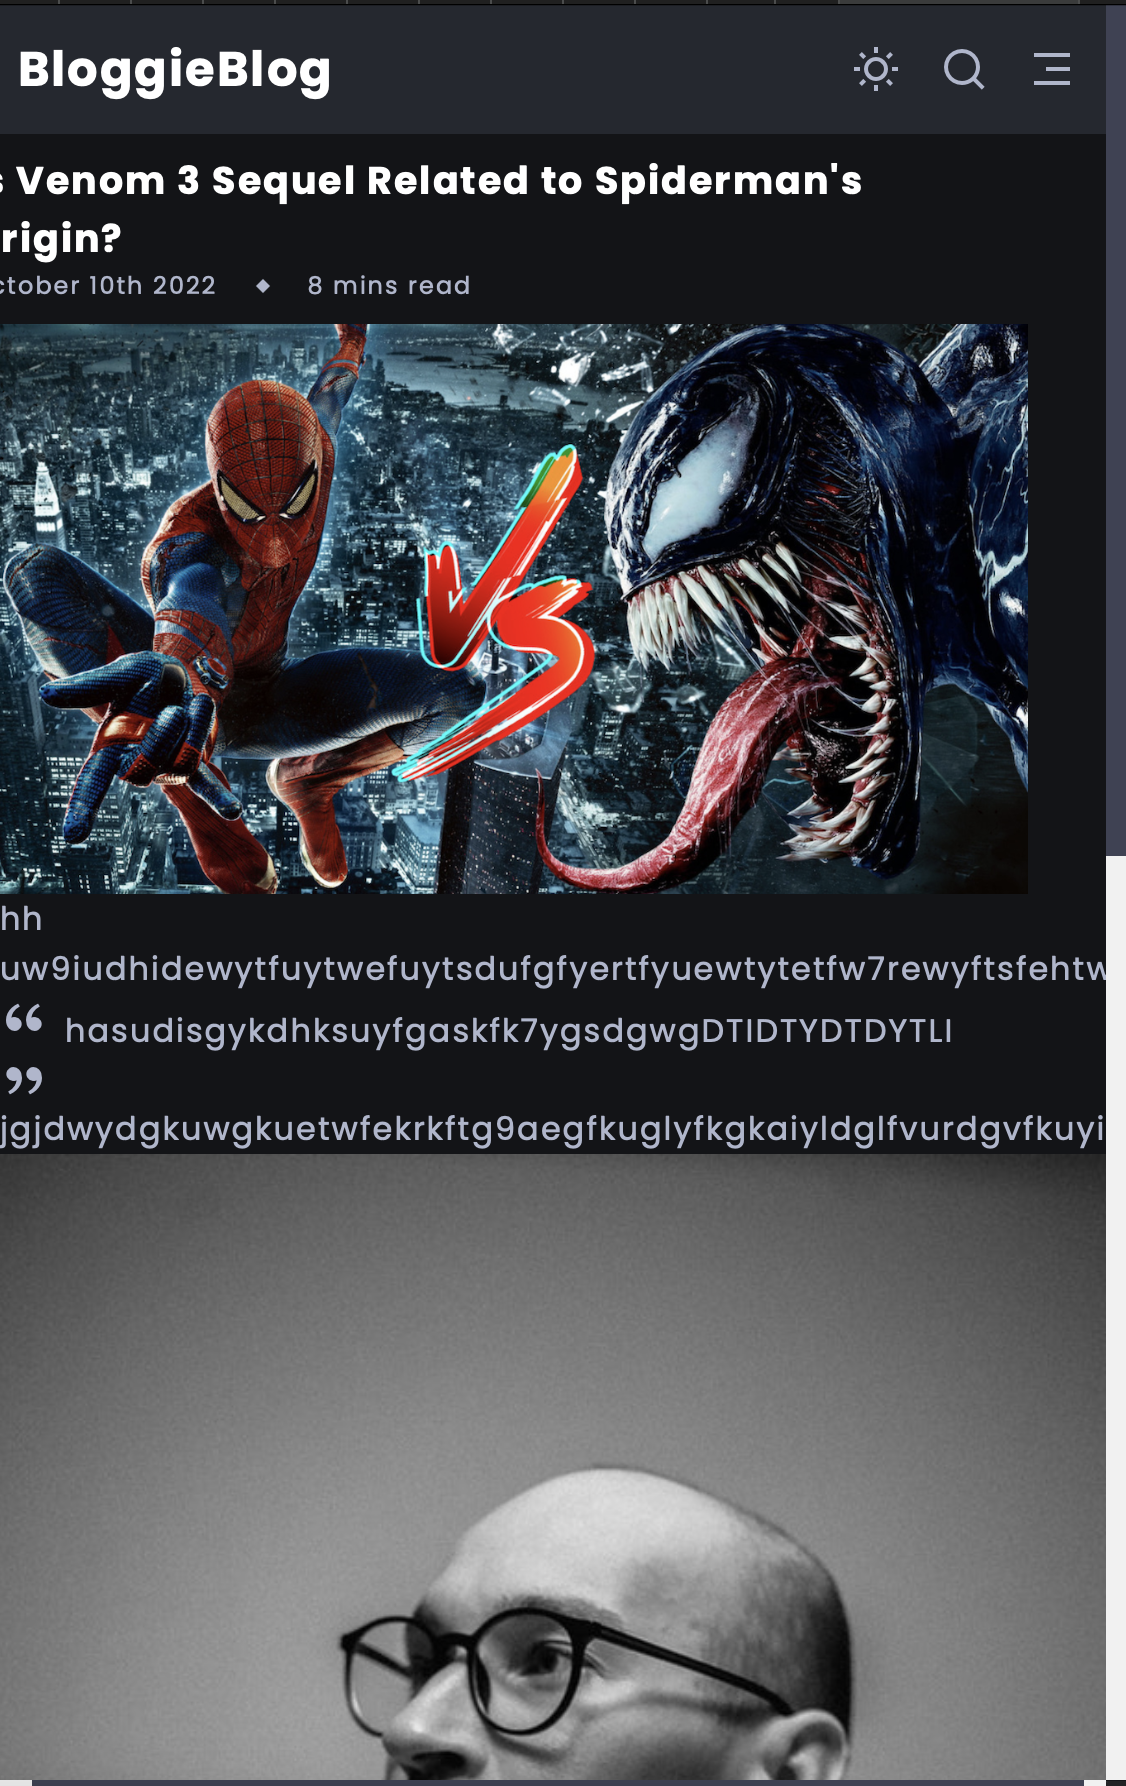 BloggieBlog
s Venom 3 Sequel Related to Spiderman's
rigin?
ctober 10th 2022 ◆ 8 mins read
VS
hh
uw9iudhidewytfuytwefuytsdufgfyertfyuewtytetfw7rewyftsfehtw
“ hasudisgykdhksuyfgaskfk7ygsdgwgDTIDTYDTDYTLI
”
jgjdwydgkuwgkuetwfekrkftg9aegfkuglyfkgkaiyldglfvurdgvfkuyi